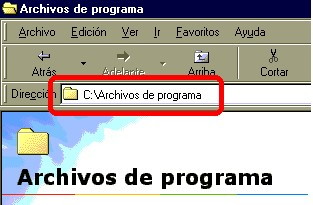 Archivos de programa
Archivo Edición Ver Ir Favoritos Ayuda
Atrás Adelante Arriba Cortar
Dirección C:\Archivos de programa
Archivos de programa